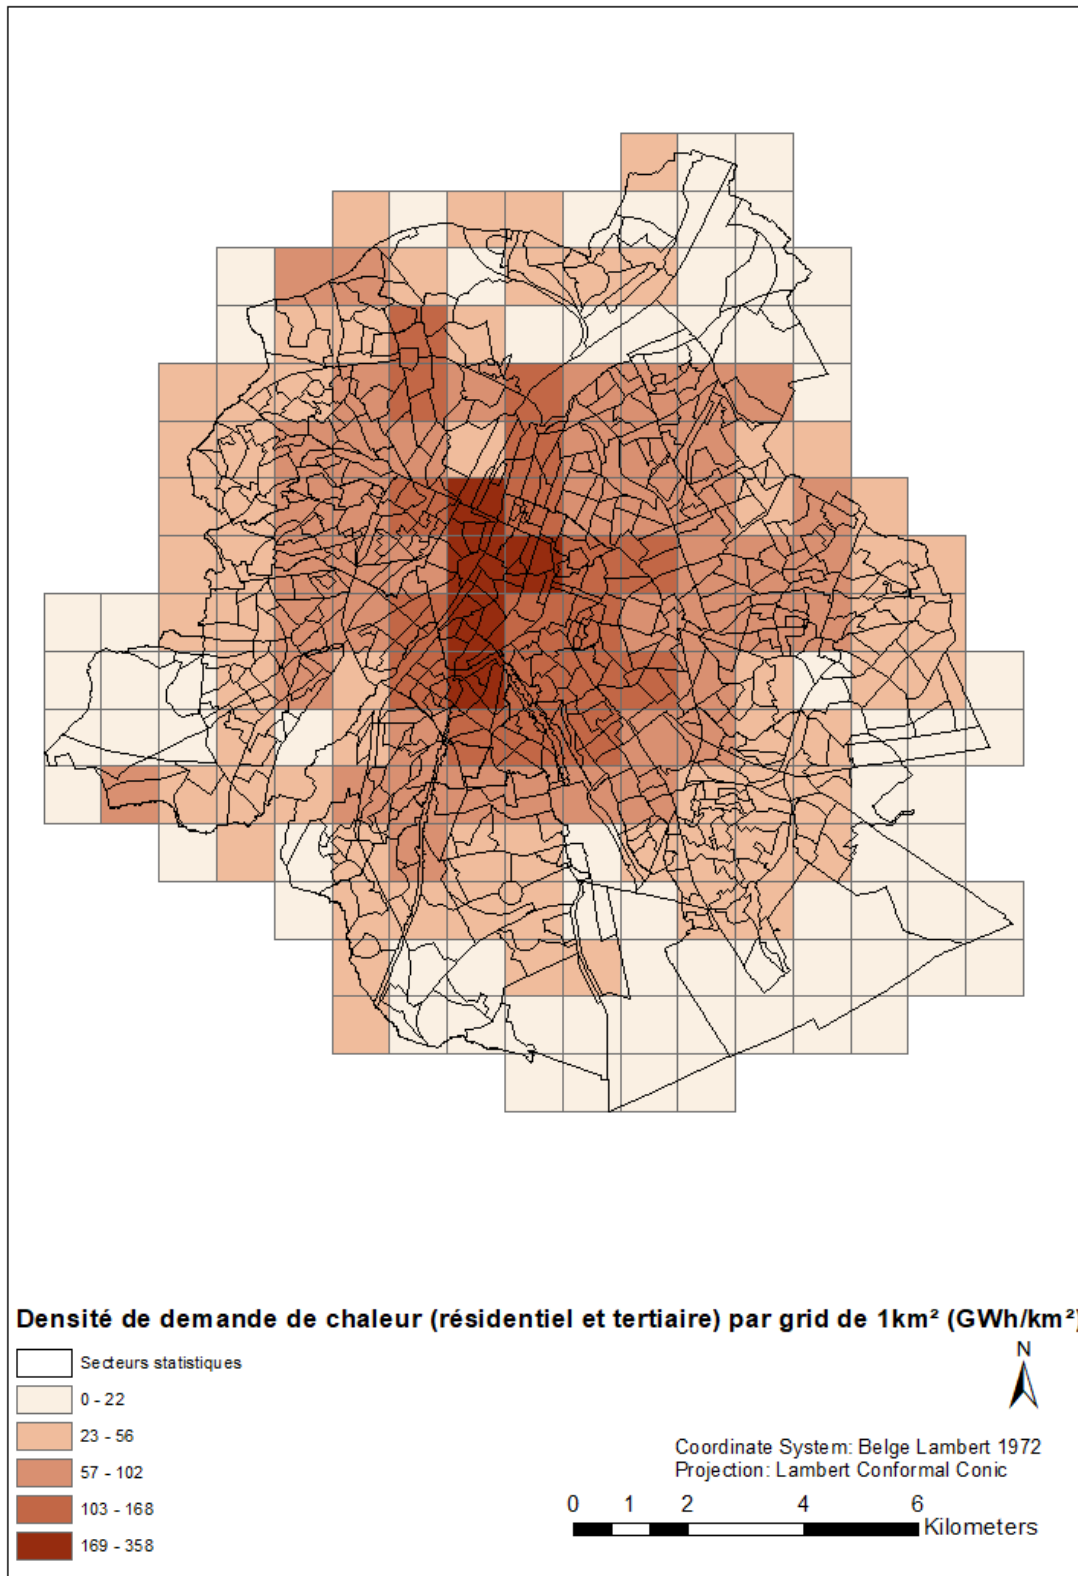 Densité de demande de chaleur (résidentiel et tertiaire) par grid de 1km² (GWh/km²)
Secteurs statistiques
0 - 22
23 - 56
57 - 102
103 - 168
169 - 358
N
Coordinate System: Belge Lambert 1972
Projection: Lambert Conformal Conic
0 1 2 4 6
Kilometers